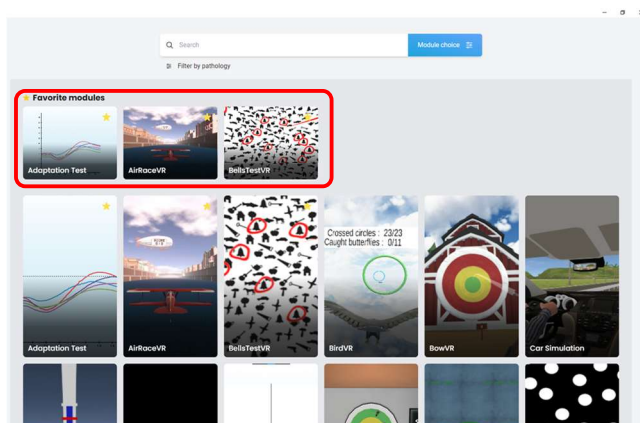 Search
Module choice
Filter by pathology
Favorite modules
Adaptation Test
AirRaceVR
BellsTestVR
Adaptation Test
AirRaceVR
BellsTestVR
Crossed circles : 23/23
Caught butterflies : 0/11
BirdVR
BowVR
Car Simulation